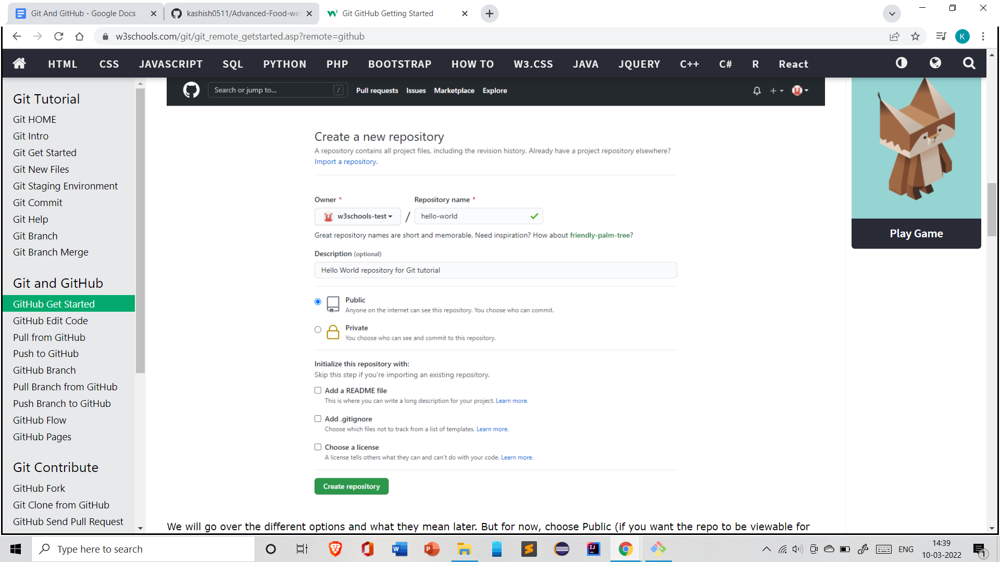 Git And GitHub - Google Docs
kashish0511/Advanced-Food-we
Git GitHub Getting Started
w3schools.com/git/git_remote_getstarted.asp?remote=github
K
HTML CSS JAVASCRIPT SQL PYTHON PHP BOOTSTRAP HOW TO W3.CSS JAVA JQUERY C++ C# R React
Search or jump to... /
Pull requests Issues Marketplace Explore
Git Tutorial
Git HOME
Git Intro
Git Get Started
Git New Files
Git Staging Environment
Git Commit
Git Help
Git Branch
Git Branch Merge
Git and GitHub
GitHub Get Started
GitHub Edit Code
Pull from GitHub
Push to GitHub
GitHub Branch
Pull Branch from GitHub
Push Branch to GitHub
GitHub Flow
GitHub Pages
Git Contribute
GitHub Fork
Git Clone from GitHub
GitHub Send Pull Request
Create a new repository
A repository contains all project files, including the revision history. Already have a project repository elsewhere?
Import a repository.
Owner * Repository name *
w3schools-test / hello-world
Great repository names are short and memorable. Need inspiration? How about friendly-palm-tree?
Description (optional)
Hello World repository for Git tutorial
Public
Anyone on the internet can see this repository. You choose who can commit.
Private
You choose who can see and commit to this repository.
Initialize this repository with:
Skip this step if you're importing an existing repository.
Add a README file
This is where you can write a long description for your project. Learn more.
Add .gitignore
Choose which files not to track from a list of templates. Learn more.
Choose a license
A license tells others what they can and can't do with your code. Learn more.
Create repository
We will go over the different options and what they mean later. But for now, choose Public (if you want the repo to be viewable for
Play Game
Type here to search
ENG
14:39
10-03-2022
1